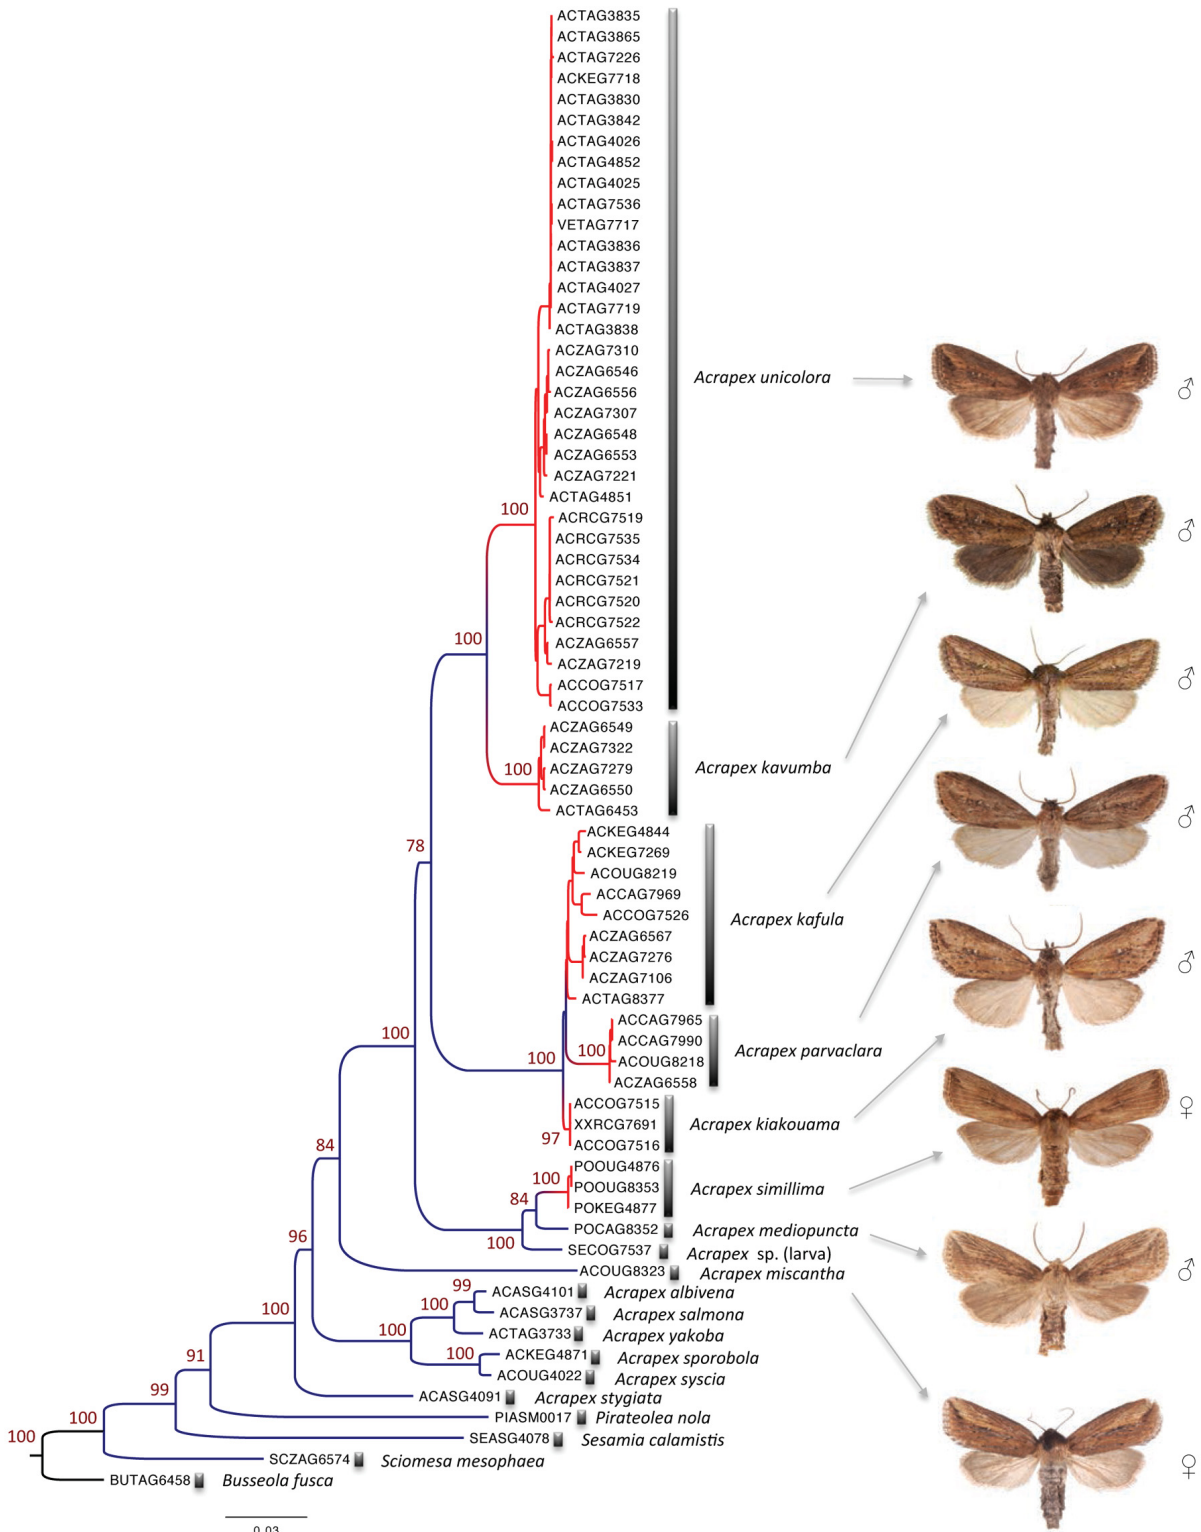 ACTAG3835
ACTAG3865
ACTAG7226
ACKEG7718
ACTAG3830
ACTAG3842
ACTAG4026
ACTAG4852
ACTAG4025
ACTAG7536
VETAG7717
ACTAG3836
ACTAG3837
ACTAG4027
ACTAG7719
ACTAG3838
ACZAG7310
ACZAG6546
Acrapex unicolora
♂
ACZAG6556
ACZAG7307
ACZAG6548
ACZAG6553
ACZAG7221
ACTAG4851
100
ACRCG7519
ACRCG7535
♂
ACRCG7534
ACRCG7521
ACRCG7520
ACRCG7522
100
ACZAG6557
ACZAG7219
ACCOG7517
♂
ACCOG7533
ACZAG6549
ACZAG7322
100
ACZAG7279
Acrapex kavumba
ACZAG6550
ACTAG6453
♂
ACKEG4844
78
ACKEG7269
ACOUG8219
ACCAG7969
ACCOG7526
Acrapex kafula
ACZAG6567
ACZAG7276
♂
ACZAG7106
ACTAG8377
ACCAG7965
100
ACCAG7990
100
100
ACOUG8218
Acrapex parvaclara
ACZAG6558
ACCOG7515
♀
XXRCG7691
Acrapex kiakouama
97
ACCOG7516
84
POOUG4876
100
POOUG8353
Acrapex simillima
84
POKEG4877
POCAG8352
Acrapex mediopuncta
96
100
SECOG7537
Acrapex sp. (larva)
ACOUG8323
Acrapex miscantha
♂
99
ACASG4101
Acrapex albivena
100
100
ACASG3737
Acrapex salmona
100
ACTAG3733
Acrapex yakoba
91
100
ACKEG4871
Acrapex sporobola
ACOUG4022
Acrapex syscia
99
ACASG4091
Acrapex stygiata
100
PIASM0017
Pirateolea nola
100
SEASG4078
Sesamia calamistis
SCZAG6574
Sciomesa mesophaea
♀
BUTAG6458
Busseola fusca
0.03